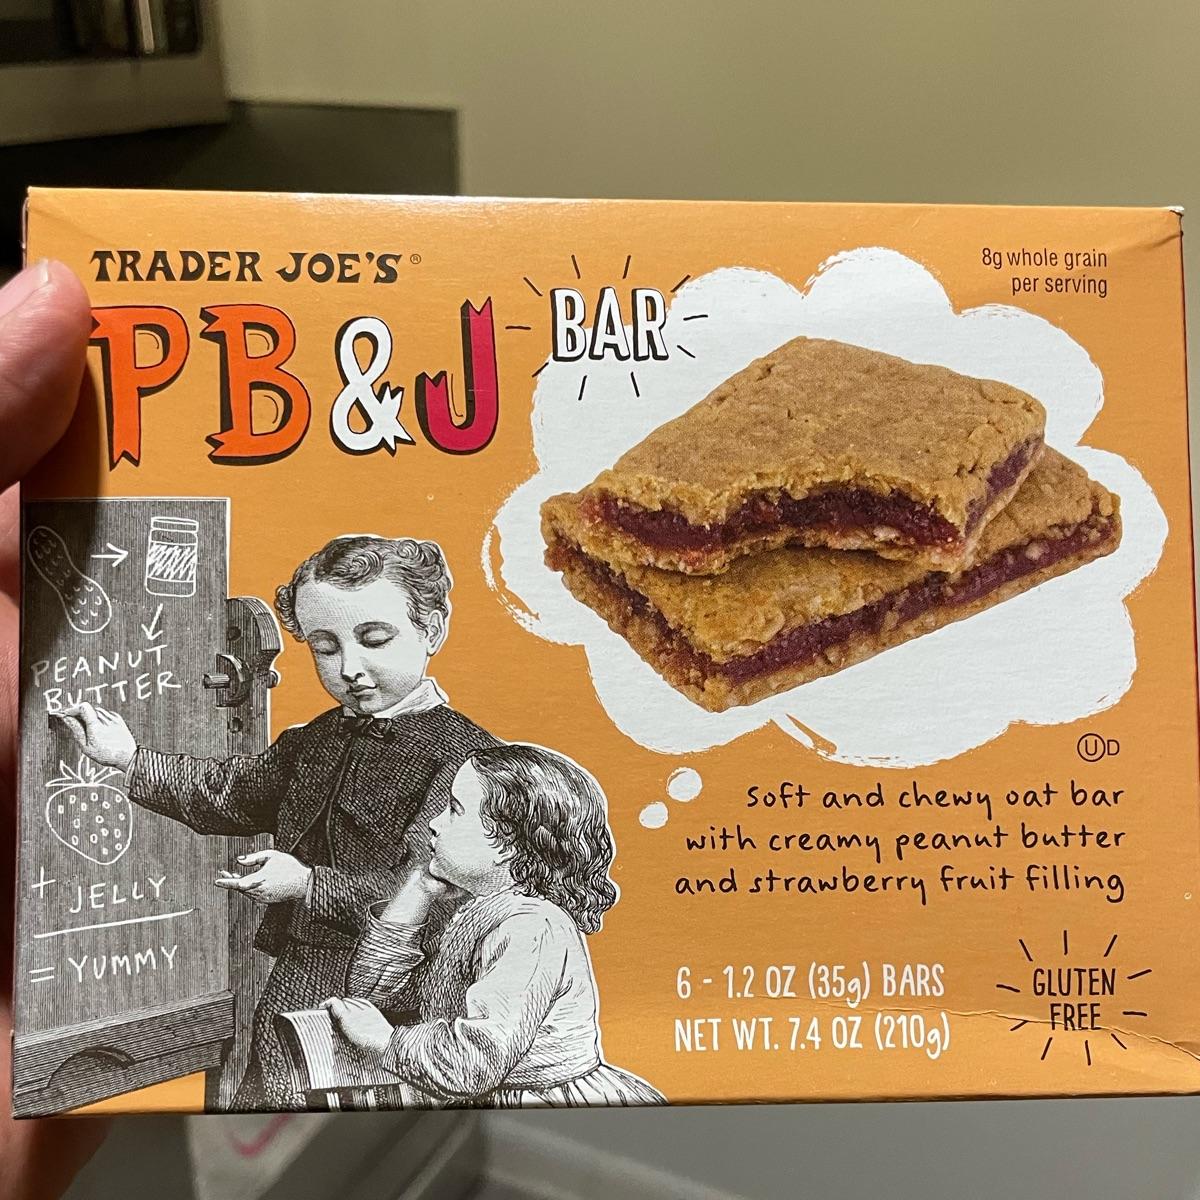 TRADER JOE'S®
PB&J BAR
8g whole grain
per serving
PEANUT
BUTTER
+ JELLY
= YUMMY
UD
soft and chewy oat bar
with creamy peanut butter
and strawberry fruit filling
6 - 1.2 OZ (35g) BARS
NET WT. 7.4 OZ (210g)
GLUTEN
FREE